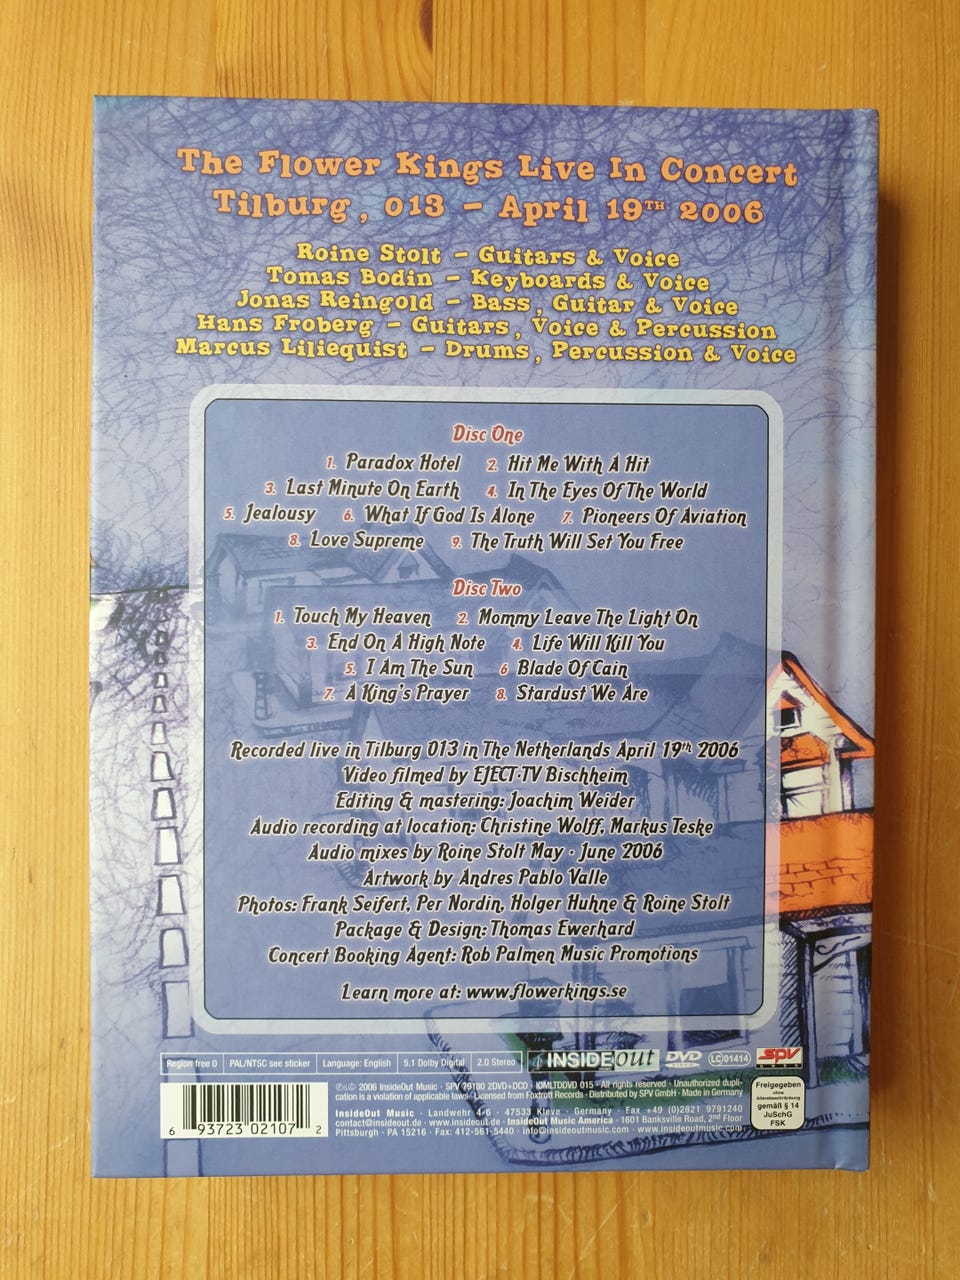 The Flower Kings Live In Concert
Tilburg, 013 - April 19TH 2006
Roine Stolt - Guitars & Voice
Tomas Bodin - Keyboards & Voice
Jonas Reingold - Bass, Guitar & Voice
Hans Froberg - Guitars, Voice & Percussion
Marcus Liliequist - Drums, Percussion & Voice
Disc One
1. Paradox Hotel 2. Hit Me With A Hit
3. Last Minute On Earth 4. In The Eyes Of The World
5. Jealousy 6. What If God Is Alone 7. Pioneers Of Aviation
8. Love Supreme 9. The Truth Will Set You Free
Disc Two
1. Touch My Heaven 2. Mommy Leave The Light On
3. End On A High Note 4. Life Will Kill You
5. I Am The Sun 6 Blade Of Cain
7. A King's Prayer 8. Stardust We Are
Recorded live in Tilburg 013 in The Netherlands April 19th 2006
Video filmed by EJECT-TV Bischheim
Editing & mastering: Joachim Weider
Audio recording at location: Christine Wolff, Markus Teske
Audio mixes by Roine Stolt May - June 2006
Artwork by Andres Pablo Valle
Photos: Frank Seifert, Per Nordin, Holger Huhne & Roine Stolt
Package & Design: Thomas Ewerhard
Concert Booking Agent: Rob Palmen Music Promotions
Learn more at: www.flowerkings.se
Region free 0 PAL/NTSC see sticker Language: English 5.1 Dolby Digital 2.0 Stereo INSIDEout DVD VIDEO LC01414 SPV
℗.© 2006 InsideOut Music · SPV 79180 2DVD+DCD · IOMLTDDVD 015 · All rights reserved · Unauthorized dupli-
cation is a violation of applicable laws · Licensed from Foxtrott Records · Distributed by SPV GmbH · Made in Germany
InsideOut Music · Landwehr 4-6 · 47533 Kleve · Germany · Fax +49 (0)2821 9791240
contact@insideout.de · www.insideout.de · InsideOut Music America · 1601 Banksville Road, 2nd Floor
Pittsburgh · PA 15216 · Fax: 412-561-5440 · info@insideoutmusic.com · www.insideoutmusic.com
6 93723 02107 2
Freigegeben
ohne
Altersbeschränkung
gemäß § 14
JuSchG
FSK